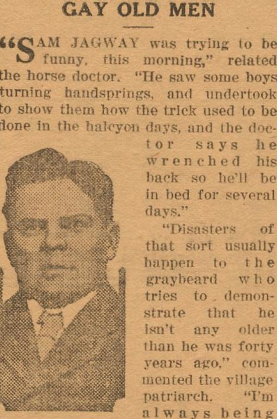 GAY OLD MEN
"SAM JAGWAY was trying to be
funny, this morning," related
the horse doctor. "He saw some boys
turning handsprings, and undertook
to show them how the trick used to be
done in the halcyon days, and the doc-
tor says he
wrenched his
back so he'll be
in bed for several
days."
"Disasters of
that sort usually
happen to the
graybeard who
tries to demon-
strate that he
isn't any older
than he was forty
years ago," com-
mented the village
patriarch. "I'm
always being